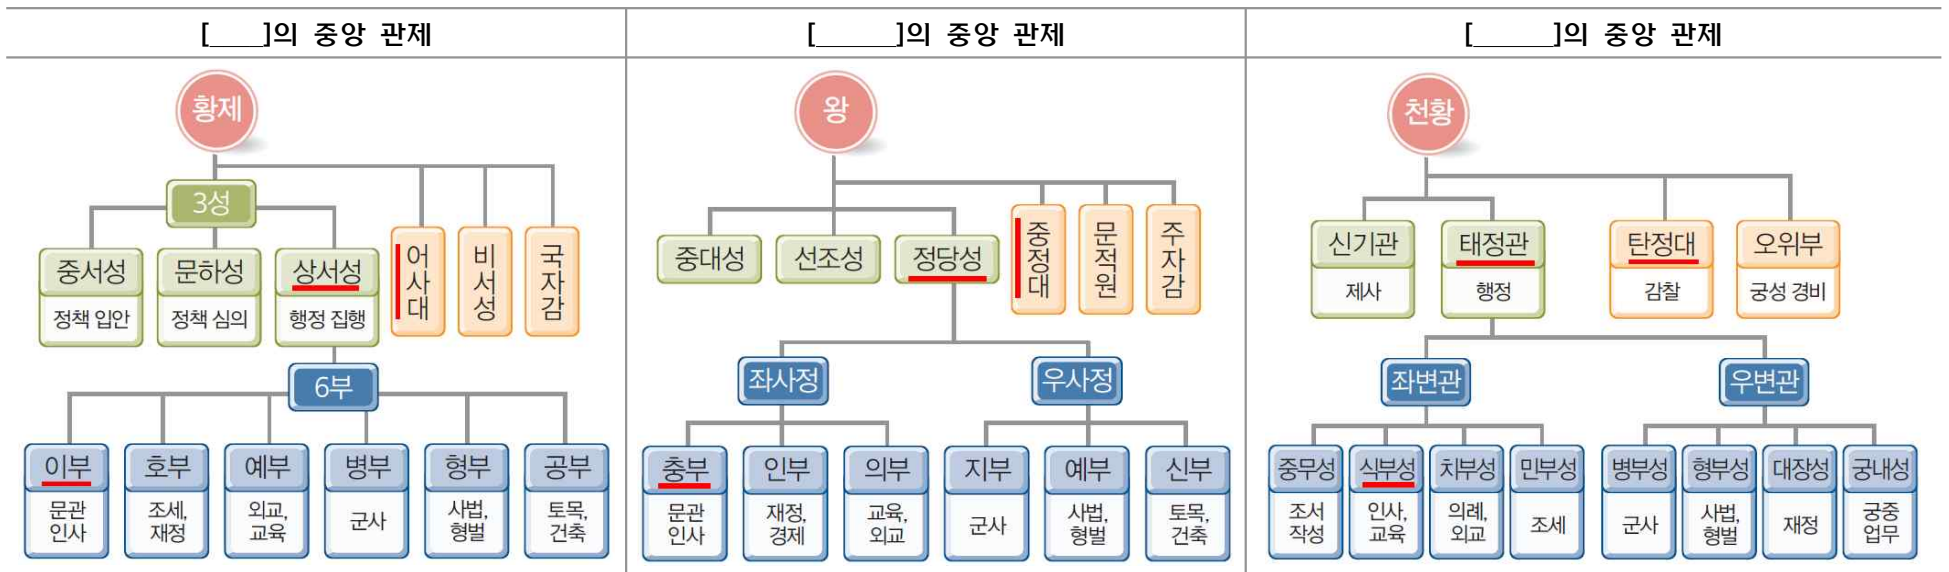 [____]의 중앙 관제
황제
3성
중서성
정책 입안
문하성
정책 심의
상서성
행정 집행
어사대
비서성
국자감
6부
이부
문관
인사
호부
조세,
재정
예부
외교,
교육
병부
군사
형부
사법,
형벌
공부
토목,
건축
[______]의 중앙 관제
왕
중대성
선조성
정당성
중정대
문적원
주자감
좌사정
우사정
충부
문관
인사
인부
재정,
경제
의부
교육,
외교
지부
군사
예부
사법,
형벌
신부
토목,
건축
[______]의 중앙 관제
천황
신기관
제사
태정관
행정
탄정대
감찰
오위부
궁성 경비
좌변관
우변관
중무성
조서
작성
식부성
인사,
교육
치부성
의례,
외교
민부성
조세
병부성
군사
형부성
사법,
형벌
대장성
재정
궁내성
궁중
업무